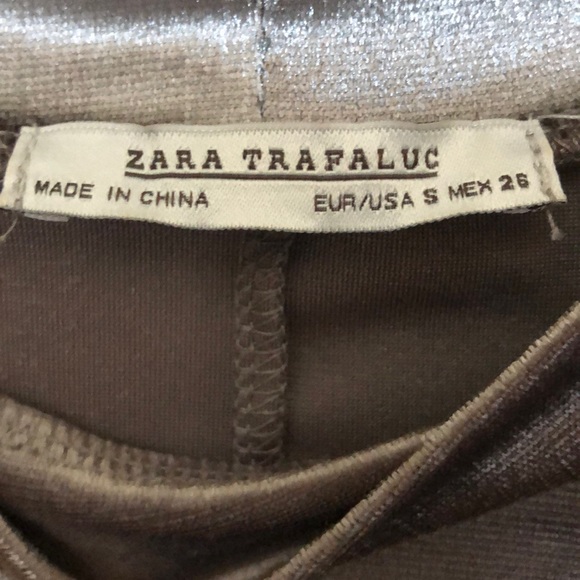 ZARA TRAFALUC
MADE IN CHINA EUR/USA S MEX 26